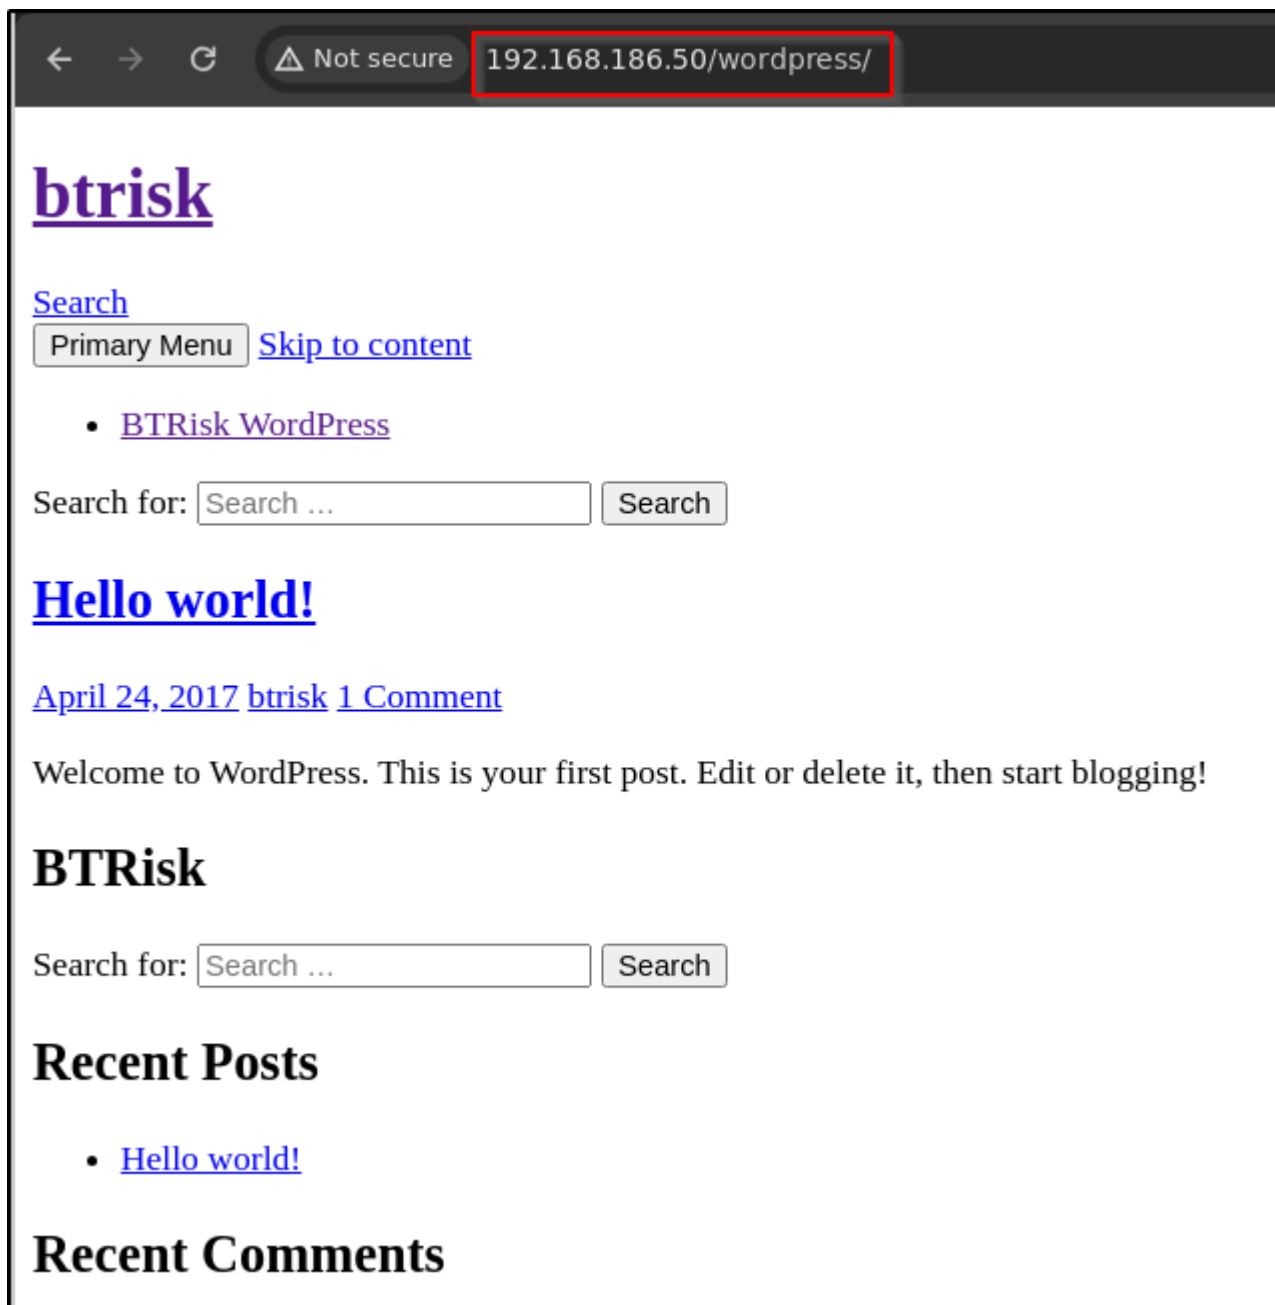 Not secure 192.168.186.50/wordpress/
btrisk
Search
Primary Menu Skip to content
BTRisk WordPress
Search for: Search … Search
Hello world!
April 24, 2017 btrisk 1 Comment
Welcome to WordPress. This is your first post. Edit or delete it, then start blogging!
BTRisk
Search for: Search … Search
Recent Posts
Hello world!
Recent Comments